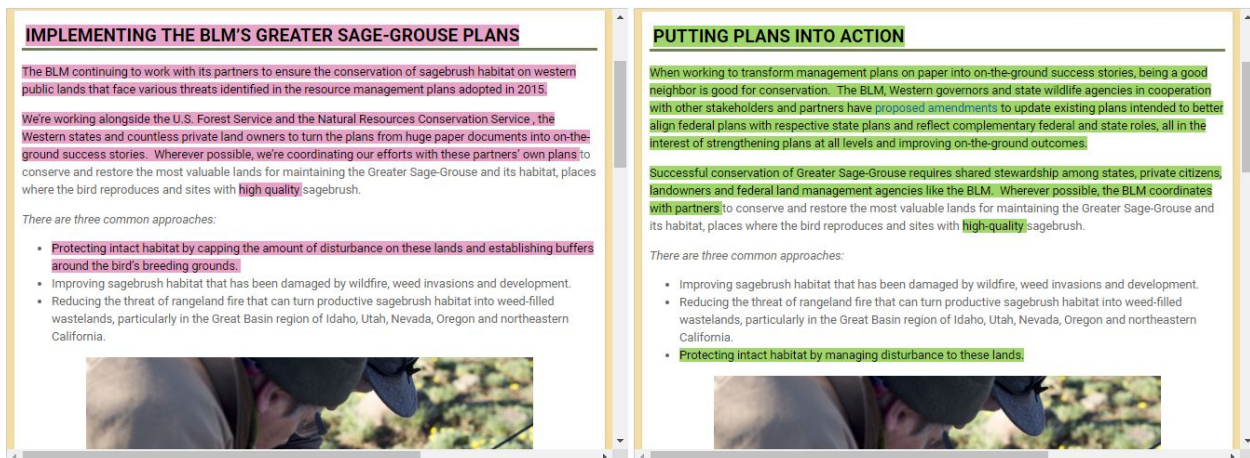 IMPLEMENTING THE BLM’S GREATER SAGE-GROUSE PLANS
The BLM continuing to work with its partners to ensure the conservation of sagebrush habitat on western
public lands that face various threats identified in the resource management plans adopted in 2015.
We’re working alongside the U.S. Forest Service and the Natural Resources Conservation Service , the
Western states and countless private land owners to turn the plans from huge paper documents into on-the-
ground success stories. Wherever possible, we’re coordinating our efforts with these partners’ own plans to
conserve and restore the most valuable lands for maintaining the Greater Sage-Grouse and its habitat, places
where the bird reproduces and sites with high quality sagebrush.
There are three common approaches:
• Protecting intact habitat by capping the amount of disturbance on these lands and establishing buffers
around the bird’s breeding grounds.
• Improving sagebrush habitat that has been damaged by wildfire, weed invasions and development.
• Reducing the threat of rangeland fire that can turn productive sagebrush habitat into weed-filled
wastelands, particularly in the Great Basin region of Idaho, Utah, Nevada, Oregon and northeastern
California.
PUTTING PLANS INTO ACTION
When working to transform management plans on paper into on-the-ground success stories, being a good
neighbor is good for conservation. The BLM, Western governors and state wildlife agencies in cooperation
with other stakeholders and partners have proposed amendments to update existing plans intended to better
align federal plans with respective state plans and reflect complementary federal and state roles, all in the
interest of strengthening plans at all levels and improving on-the-ground outcomes.
Successful conservation of Greater Sage-Grouse requires shared stewardship among states, private citizens,
landowners and federal land management agencies like the BLM. Wherever possible, the BLM coordinates
with partners to conserve and restore the most valuable lands for maintaining the Greater Sage-Grouse and
its habitat, places where the bird reproduces and sites with high-quality sagebrush.
There are three common approaches:
• Improving sagebrush habitat that has been damaged by wildfire, weed invasions and development.
• Reducing the threat of rangeland fire that can turn productive sagebrush habitat into weed-filled
wastelands, particularly in the Great Basin region of Idaho, Utah, Nevada, Oregon and northeastern
California.
• Protecting intact habitat by managing disturbance to these lands.